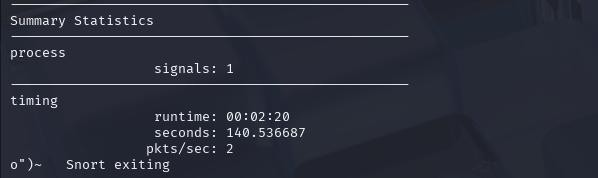 Summary Statistics
process
signals: 1
timing
runtime: 00:02:20
seconds: 140.536687
pkts/sec: 2
o")~   Snort exiting